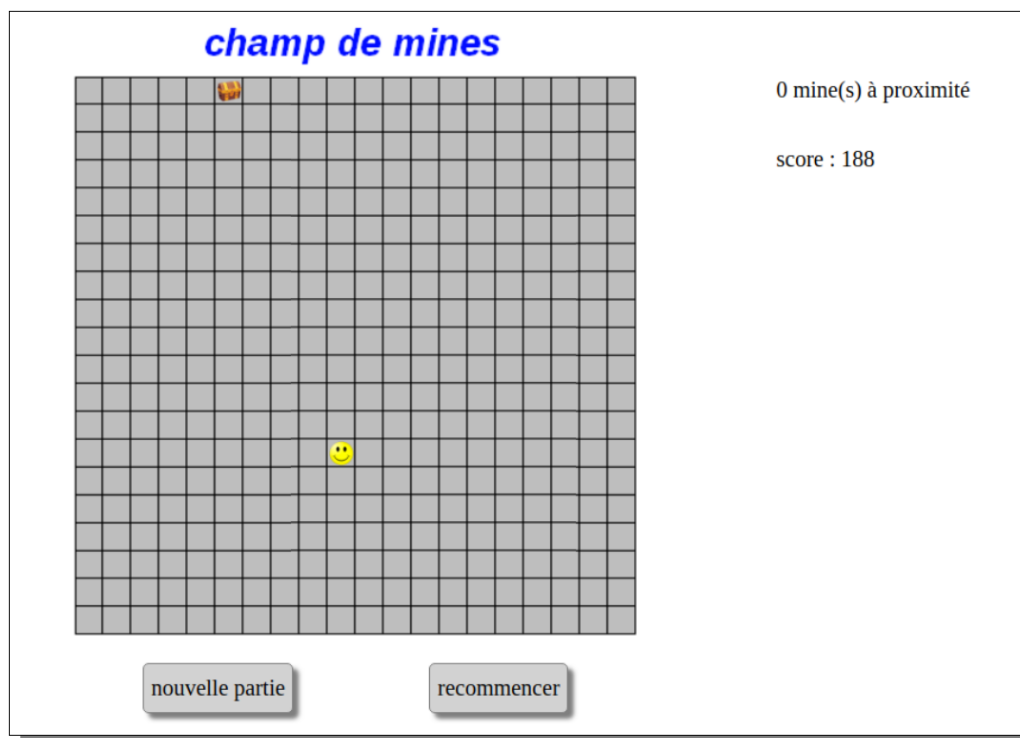 champ de mines
0 mine(s) à proximité
score : 188
nouvelle partie
recommencer